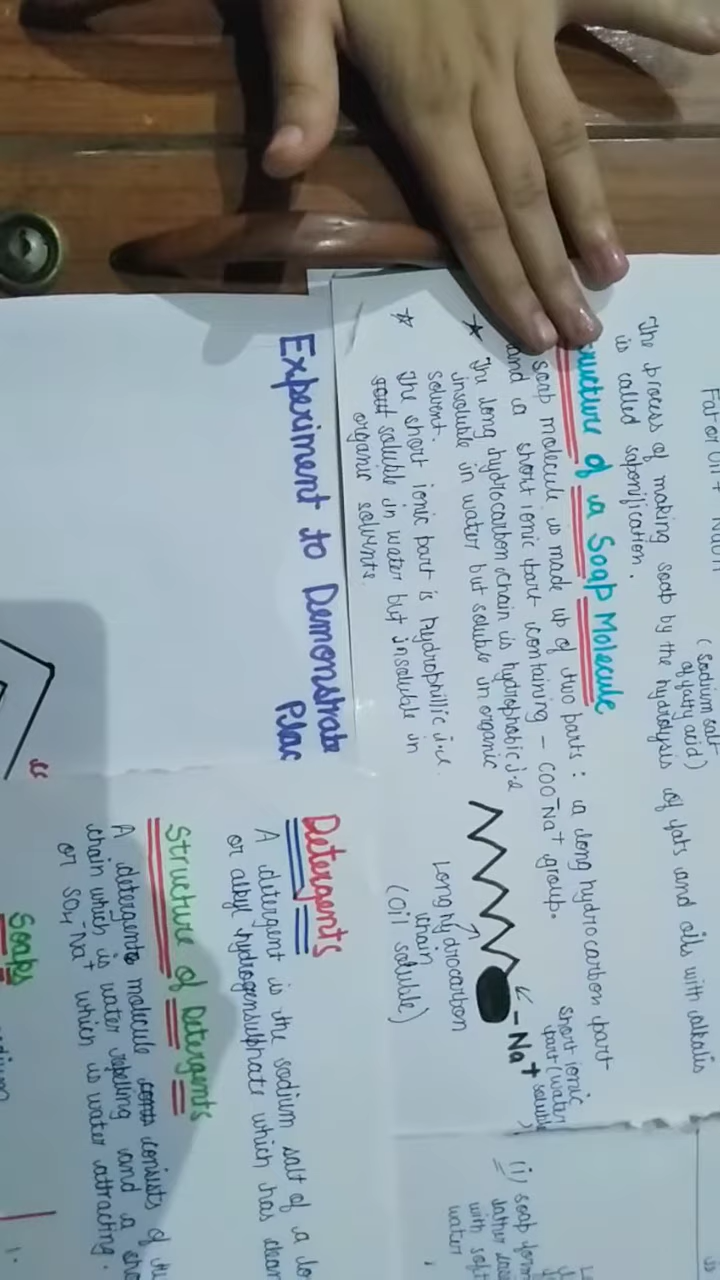 Fat or Oil +
(Sodium salt
of fatty acid)
The process of making soap by the hydrolysis of fats and oils with alkalis
is called saponification.
ructure of a Soap Molecule
soap molecule is made up of two parts : a long hydrocarbon part
and a short ionic part containing – COO⁻Na⁺ group.
★ The long hydrocarbon chain is hydrophobic i.e
insoluble in water but soluble in organic
solvent.
☆ The short ionic part is hydrophillic i.e.
soluble in water but insoluble in
organic solvents.
short ionic
part (water
soluble)
– Na⁺
Long hydrocarbon
chain
(oil soluble)
(i) soap form
lather
with soft
water
Experiment to Demonstrate
Plac
Detergents
A detergent is the sodium salt of a lo
or alkyl hydrogensulphate which has clean
Structure of Detergents
A detergent molecule consists of
chain which is water repelling and a sho
or SO₄⁻Na⁺ which is water attracting.
Soaps
1.